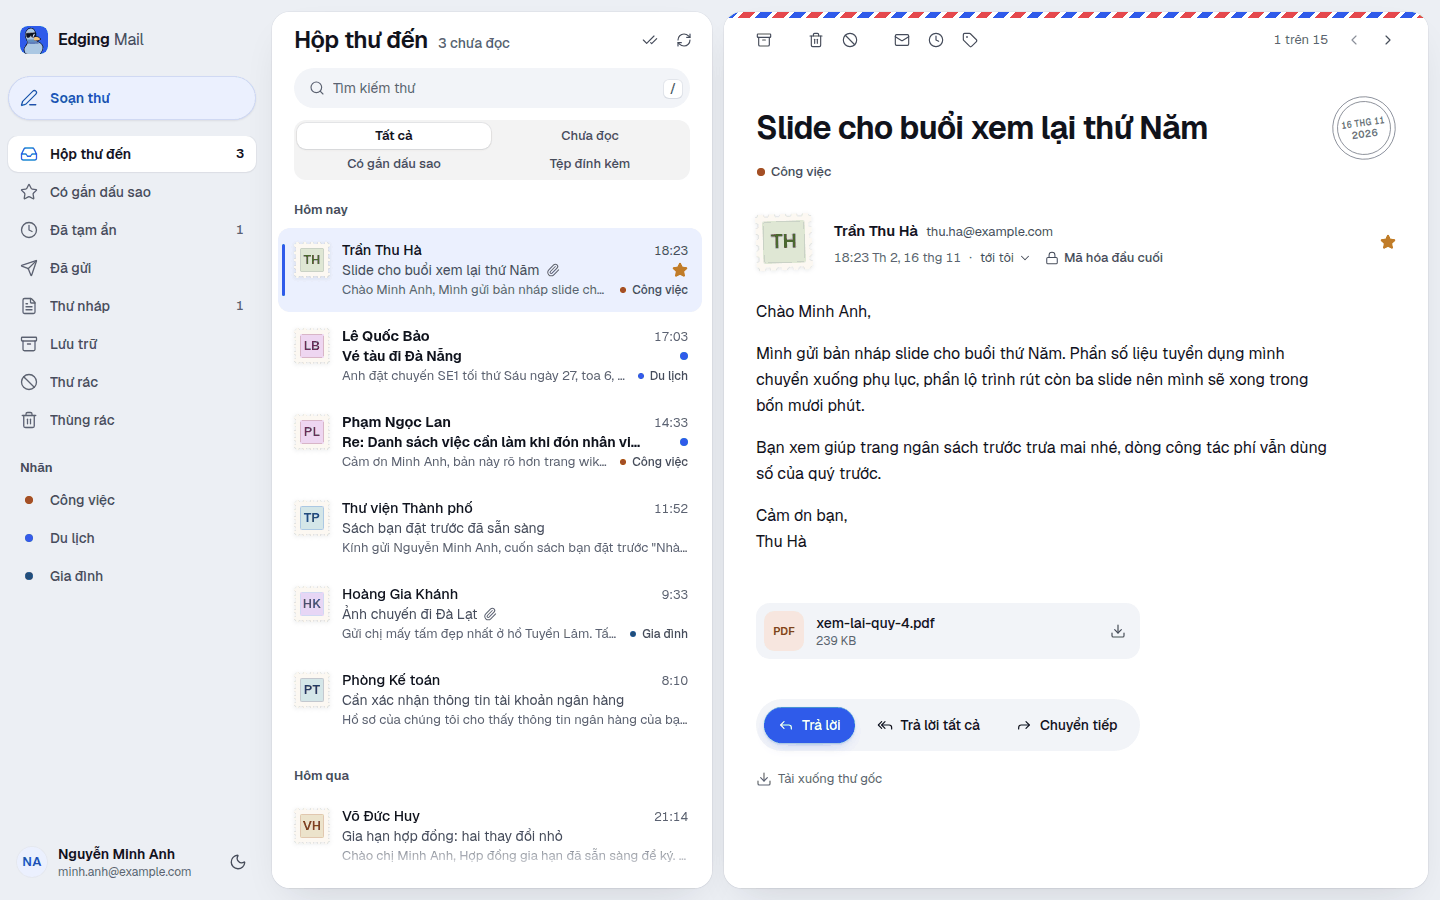 Edging Mail
Soạn thư
Hộp thư đến 3
Có gắn dấu sao
Đã tạm ẩn 1
Đã gửi
Thư nháp 1
Lưu trữ
Thư rác
Thùng rác
Nhãn
Công việc
Du lịch
Gia đình
NA
Nguyễn Minh Anh
minh.anh@example.com
Hộp thư đến 3 chưa đọc
Tìm kiếm thư /
Tất cả
Chưa đọc
Có gắn dấu sao
Tệp đính kèm
Hôm nay
TH
Trần Thu Hà 18:23
Slide cho buổi xem lại thứ Năm
Chào Minh Anh, Mình gửi bản nháp slide ch... Công việc
LB
Lê Quốc Bảo 17:03
Vé tàu đi Đà Nẵng
Anh đặt chuyến SE1 tối thứ Sáu ngày 27, toa 6, ... Du lịch
PL
Phạm Ngọc Lan 14:33
Re: Danh sách việc cần làm khi đón nhân vi...
Cảm ơn Minh Anh, bản này rõ hơn trang wik... Công việc
TP
Thư viện Thành phố 11:52
Sách bạn đặt trước đã sẵn sàng
Kính gửi Nguyễn Minh Anh, cuốn sách bạn đặt trước "Nhà...
HK
Hoàng Gia Khánh 9:33
Ảnh chuyến đi Đà Lạt
Gửi chị mấy tấm đẹp nhất ở hồ Tuyền Lâm. Tấ... Gia đình
PT
Phòng Kế toán 8:10
Cần xác nhận thông tin tài khoản ngân hàng
Hồ sơ của chúng tôi cho thấy thông tin ngân hàng của bạ...
Hôm qua
VH
Võ Đức Huy 21:14
Gia hạn hợp đồng: hai thay đổi nhỏ
Chào chị Minh Anh, Hợp đồng gia hạn đã sẵn sàng để ký. ...
1 trên 15
Slide cho buổi xem lại thứ Năm
16 THG 11
2026
Công việc
TH
Trần Thu Hà thu.ha@example.com
18:23 Th 2, 16 thg 11 · tới tôi Mã hóa đầu cuối
Chào Minh Anh,
Mình gửi bản nháp slide cho buổi thứ Năm. Phần số liệu tuyển dụng mình
chuyển xuống phụ lục, phần lộ trình rút còn ba slide nên mình sẽ xong trong
bốn mươi phút.
Bạn xem giúp trang ngân sách trước trưa mai nhé, dòng công tác phí vẫn dùng
số của quý trước.
Cảm ơn bạn,
Thu Hà
PDF
xem-lai-quy-4.pdf
239 KB
Trả lời
Trả lời tất cả
Chuyển tiếp
Tải xuống thư gốc